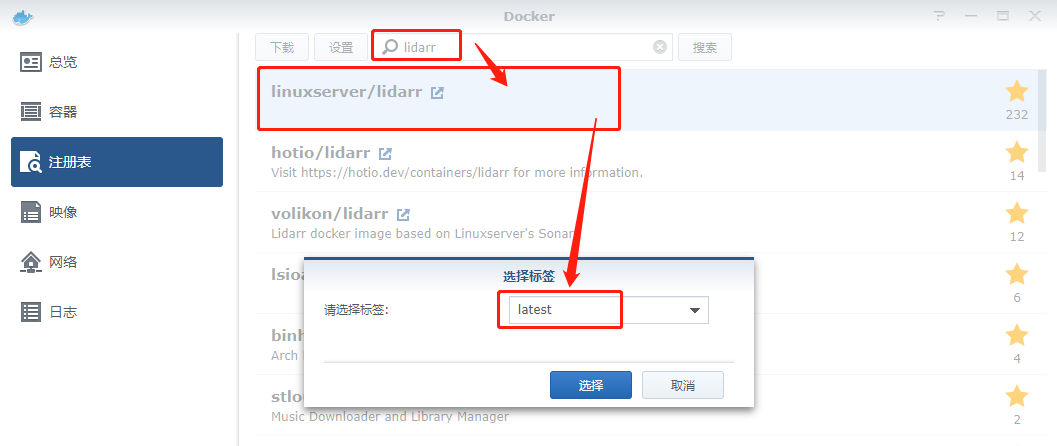 Docker
总览
容器
注册表
映像
网络
日志
下载 设置 lidarr 搜索
linuxserver/lidarr
232
hotio/lidarr
Visit https://hotio.dev/containers/lidarr for more information.
14
volikon/lidarr
Lidarr docker image based on Linuxserver's Sonar
12
lsioa
6
binh
Arch
4
stlo
Music Downloader and Library Manager
2
选择标签
请选择标签: latest
选择 取消